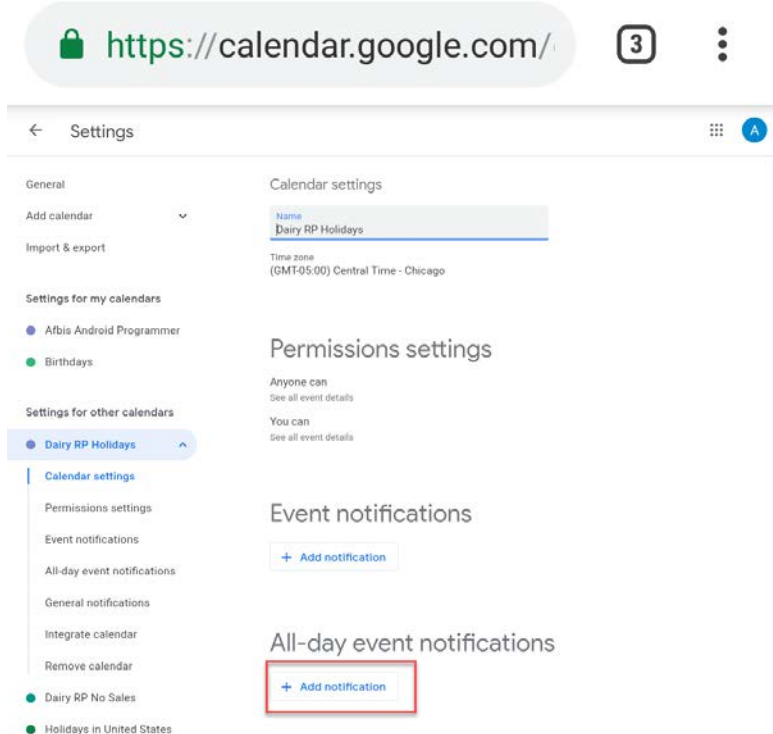 https://calendar.google.com/
3
Settings
A
General
Add calendar
Import & export
Settings for my calendars
Afbis Android Programmer
Birthdays
Settings for other calendars
Dairy RP Holidays
Calendar settings
Permissions settings
Event notifications
All-day event notifications
General notifications
Integrate calendar
Remove calendar
Dairy RP No Sales
Holidays in United States
Calendar settings
Name
Dairy RP Holidays
Time zone
(GMT-05:00) Central Time - Chicago
Permissions settings
Anyone can
See all event details
You can
See all event details
Event notifications
+ Add notification
All-day event notifications
+ Add notification